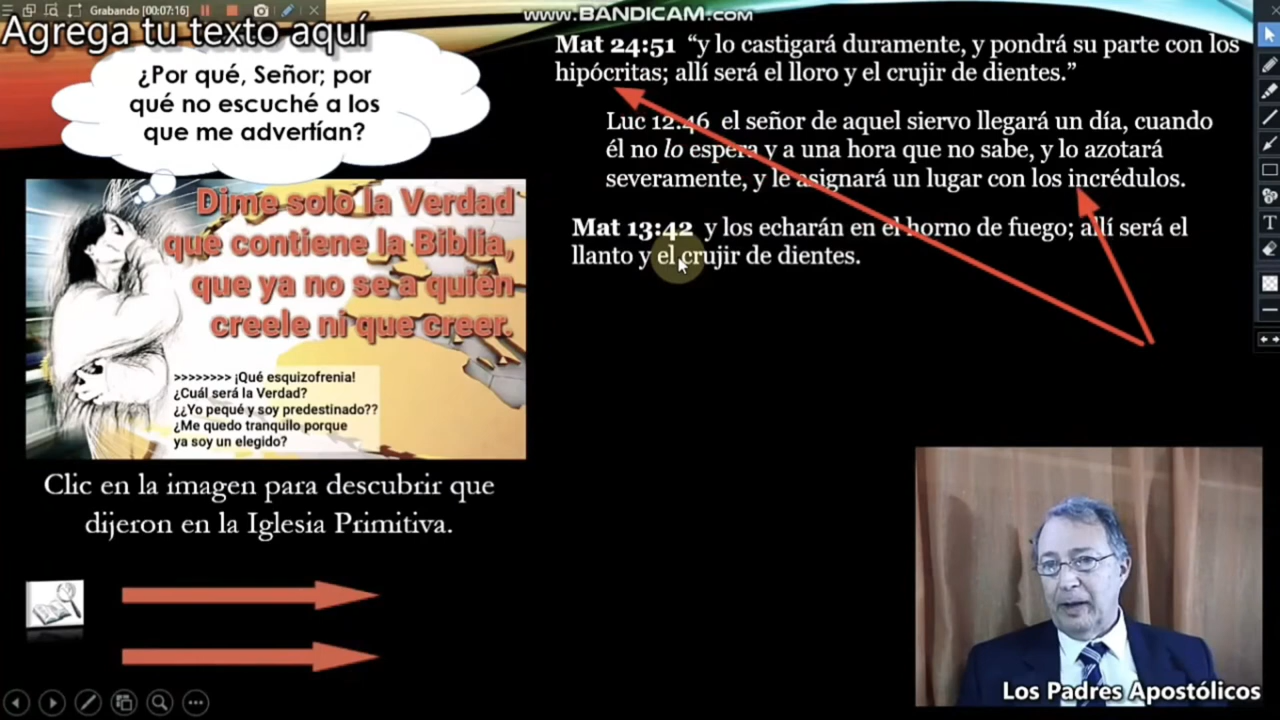 Grabando [00:07:16]
www.BANDICAM.com
Agrega tu texto aquí
¿Por qué, Señor; por
qué no escuché a los
que me advertían?
Dime solo la Verdad
que contiene la Biblia,
que ya no se a quién
creele ni que creer.
>>>>>>>> ¡Qué esquizofrenia!
¿Cuál será la Verdad?
¿¿Yo pequé y soy predestinado??
¿Me quedo tranquilo porque
ya soy un elegido?
Clic en la imagen para descubrir que
dijeron en la Iglesia Primitiva.
Mat 24:51 “y lo castigará duramente, y pondrá su parte con los
hipócritas; allí será el lloro y el crujir de dientes.”
Luc 12:46 el señor de aquel siervo llegará un día, cuando
él no lo espera y a una hora que no sabe, y lo azotará
severamente, y le asignará un lugar con los incrédulos.
Mat 13:42 y los echarán en el horno de fuego; allí será el
llanto y el crujir de dientes.
Los Padres Apostólicos